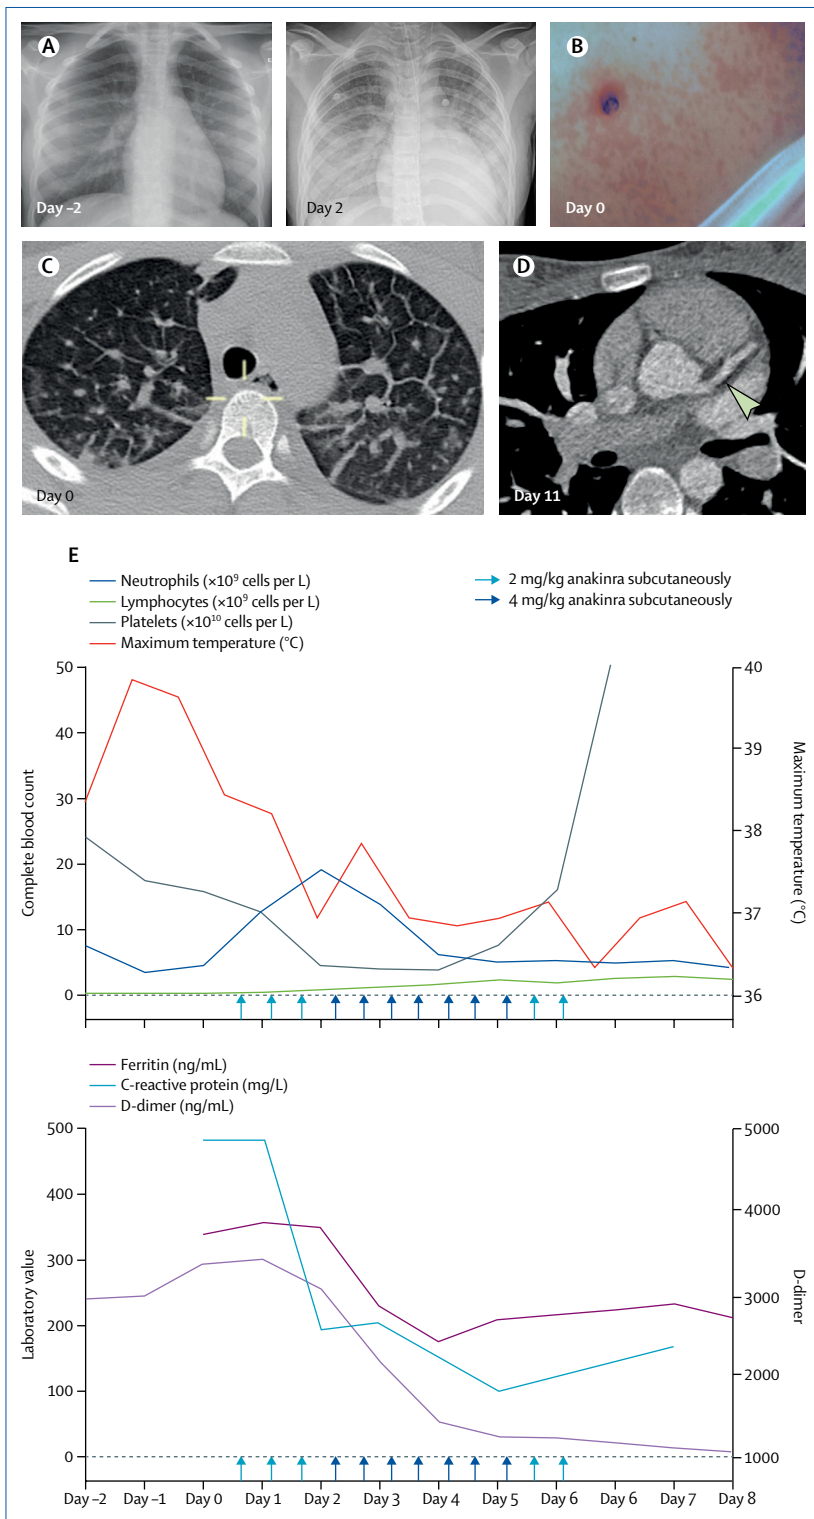 A
Day –2
Day 2
B
Day 0
C
Day 0
D
Day 11
E
Neutrophils (×10⁹ cells per L)
Lymphocytes (×10⁹ cells per L)
Platelets (×10¹⁰ cells per L)
Maximum temperature (°C)
2 mg/kg anakinra subcutaneously
4 mg/kg anakinra subcutaneously
Complete blood count
50
40
30
20
10
0
40
39
38
37
36
Maximum temperature (°C)
Ferritin (ng/mL)
C-reactive protein (mg/L)
D-dimer (ng/mL)
Laboratory value
500
400
300
200
100
0
5000
4000
3000
2000
1000
D-dimer
Day –2 Day –1 Day 0 Day 1 Day 2 Day 3 Day 4 Day 5 Day 6 Day 6 Day 7 Day 8